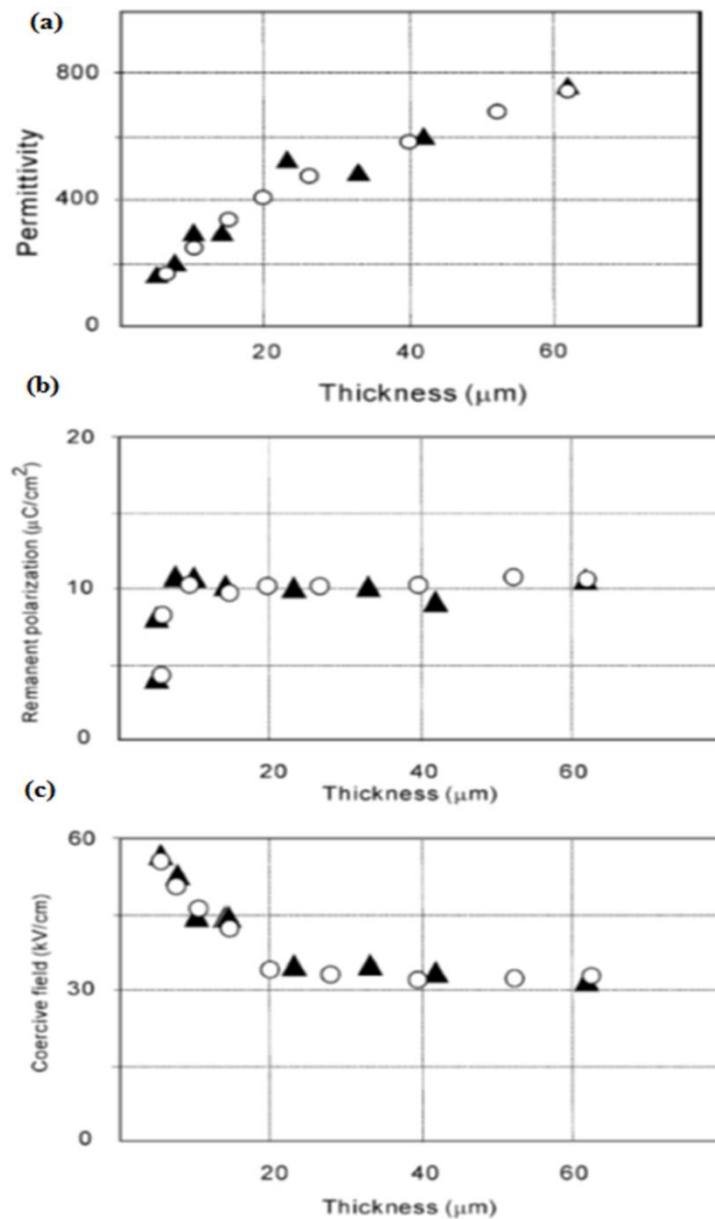 (a)
800
400
0
Permittivity
20 40 60
Thickness (μm)
(b)
20
10
0
Remanent polarization (μC/cm²)
20 40 60
Thickness (μm)
(c)
60
30
0
Coercive field (kV/cm)
20 40 60
Thickness (μm)